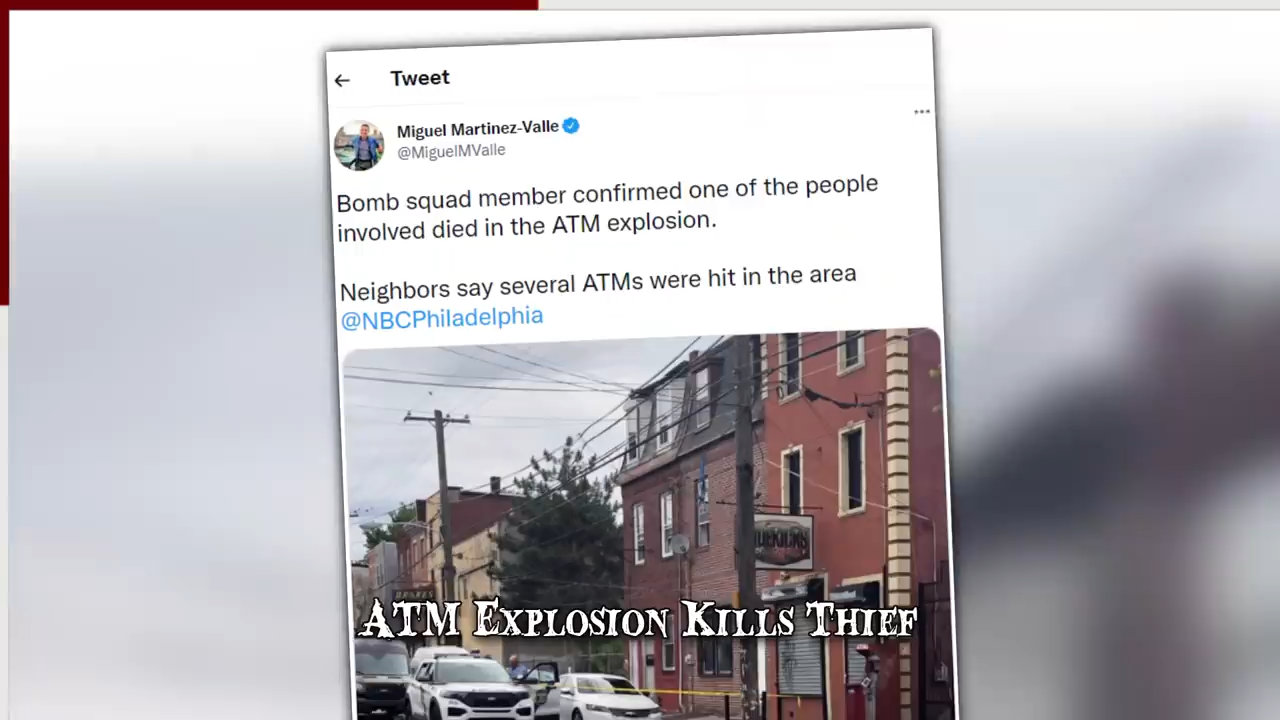 Tweet
Miguel Martinez-Valle
@MiguelMValle
Bomb squad member confirmed one of the people
involved died in the ATM explosion.
Neighbors say several ATMs were hit in the area
@NBCPhiladelphia
ATM Explosion Kills Thief